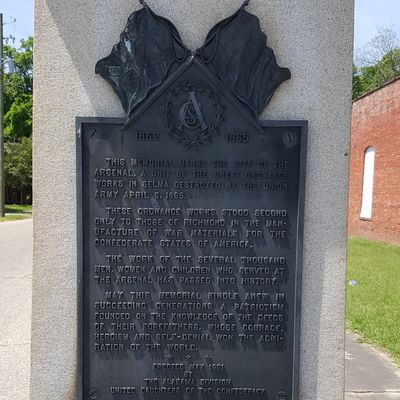 CSA
1862 1865
THIS MEMORIAL MARKS THE SITE OF THE
ARSENAL, A UNIT OF THE GREAT ORDNANCE
WORKS IN SELMA DESTROYED BY THE UNION
ARMY APRIL 6, 1865.
THESE ORDNANCE WORKS STOOD SECOND
ONLY TO THOSE OF RICHMOND IN THE MAN-
UFACTURE OF WAR MATERIALS FOR THE
CONFEDERATE STATES OF AMERICA.
THE WORK OF THE SEVERAL THOUSAND
MEN, WOMEN AND CHILDREN WHO SERVED AT
THE ARSENAL HAS PASSED INTO HISTORY.
MAY THIS MEMORIAL KINDLE ANEW IN
SUCCEEDING GENERATIONS A PATRIOTISM
FOUNDED ON THE KNOWLEDGE OF THE DEEDS
OF THEIR FOREFATHERS, WHOSE COURAGE,
HEROISM AND SELF-DENIAL WON THE ADMI-
RATION OF THE WORLD.
ERECTED MAY 1931
BY
THE ALABAMA DIVISION
UNITED DAUGHTERS OF THE CONFEDERACY